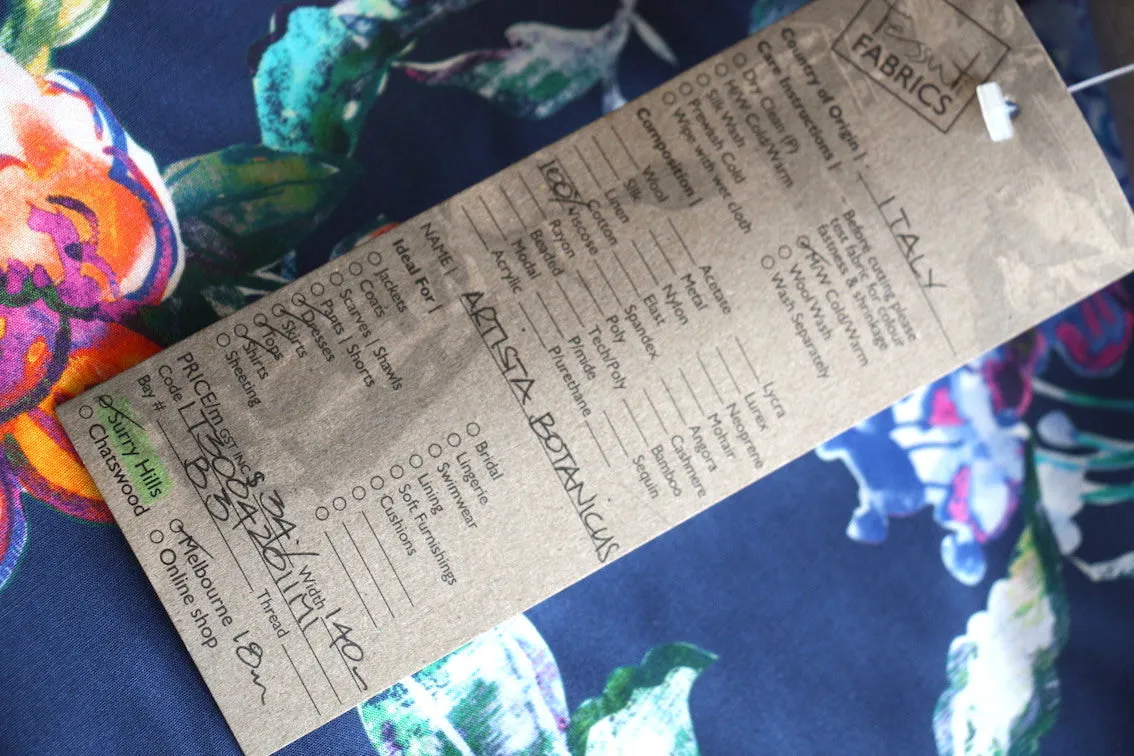 Tessuti
FABRICS
Country of Origin | ITALY
Care Instructions | - Before cutting please
test fabric for colour
fastness & shrinkage
Dry Clean (P)
H/W Cold/Warm
Silk Wash
Prewash Cold
Wipe with wet cloth
H/W Cold/Warm
Wool Wash
Wash Separately
Composition |
Wool
Silk
Linen
Cotton
100% Viscose
Rayon
Beaded
Modal
Acrylic
Acetate
Metal
Nylon
Elast
Spandex
Poly
Tech/Poly
Pimide
Plurethane
Lycra
Lurex
Neoprene
Mohair
Angora
Cashmere
Bamboo
Sequin
NAME | ARTISTA BOTANICUS
Ideal For |
Jackets
Coats
Scarves | Shawls
Pants | Shorts
Dresses
Skirts
Tops
Shirts
Sheeting
Bridal
Lingerie
Swimwear
Lining
Soft Furnishings
Cushions
PRICE/m GST INC $ 34.- Width 140
Code
Bay # Thread
Surry Hills
Chatswood
Melbourne 18m
Online shop